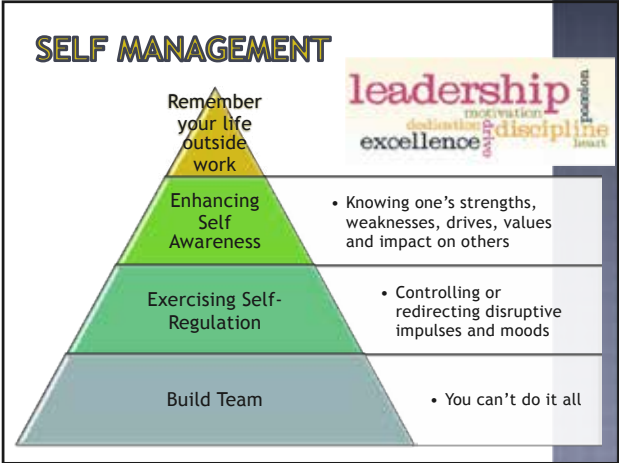 SELF MANAGEMENT
leadership
passion
motivation
dedication
drive
discipline
excellence
heart
Remember
your life
outside
work
Enhancing
Self
Awareness
• Knowing one's strengths,
weaknesses, drives, values
and impact on others
Exercising Self-
Regulation
• Controlling or
redirecting disruptive
impulses and moods
Build Team
• You can't do it all